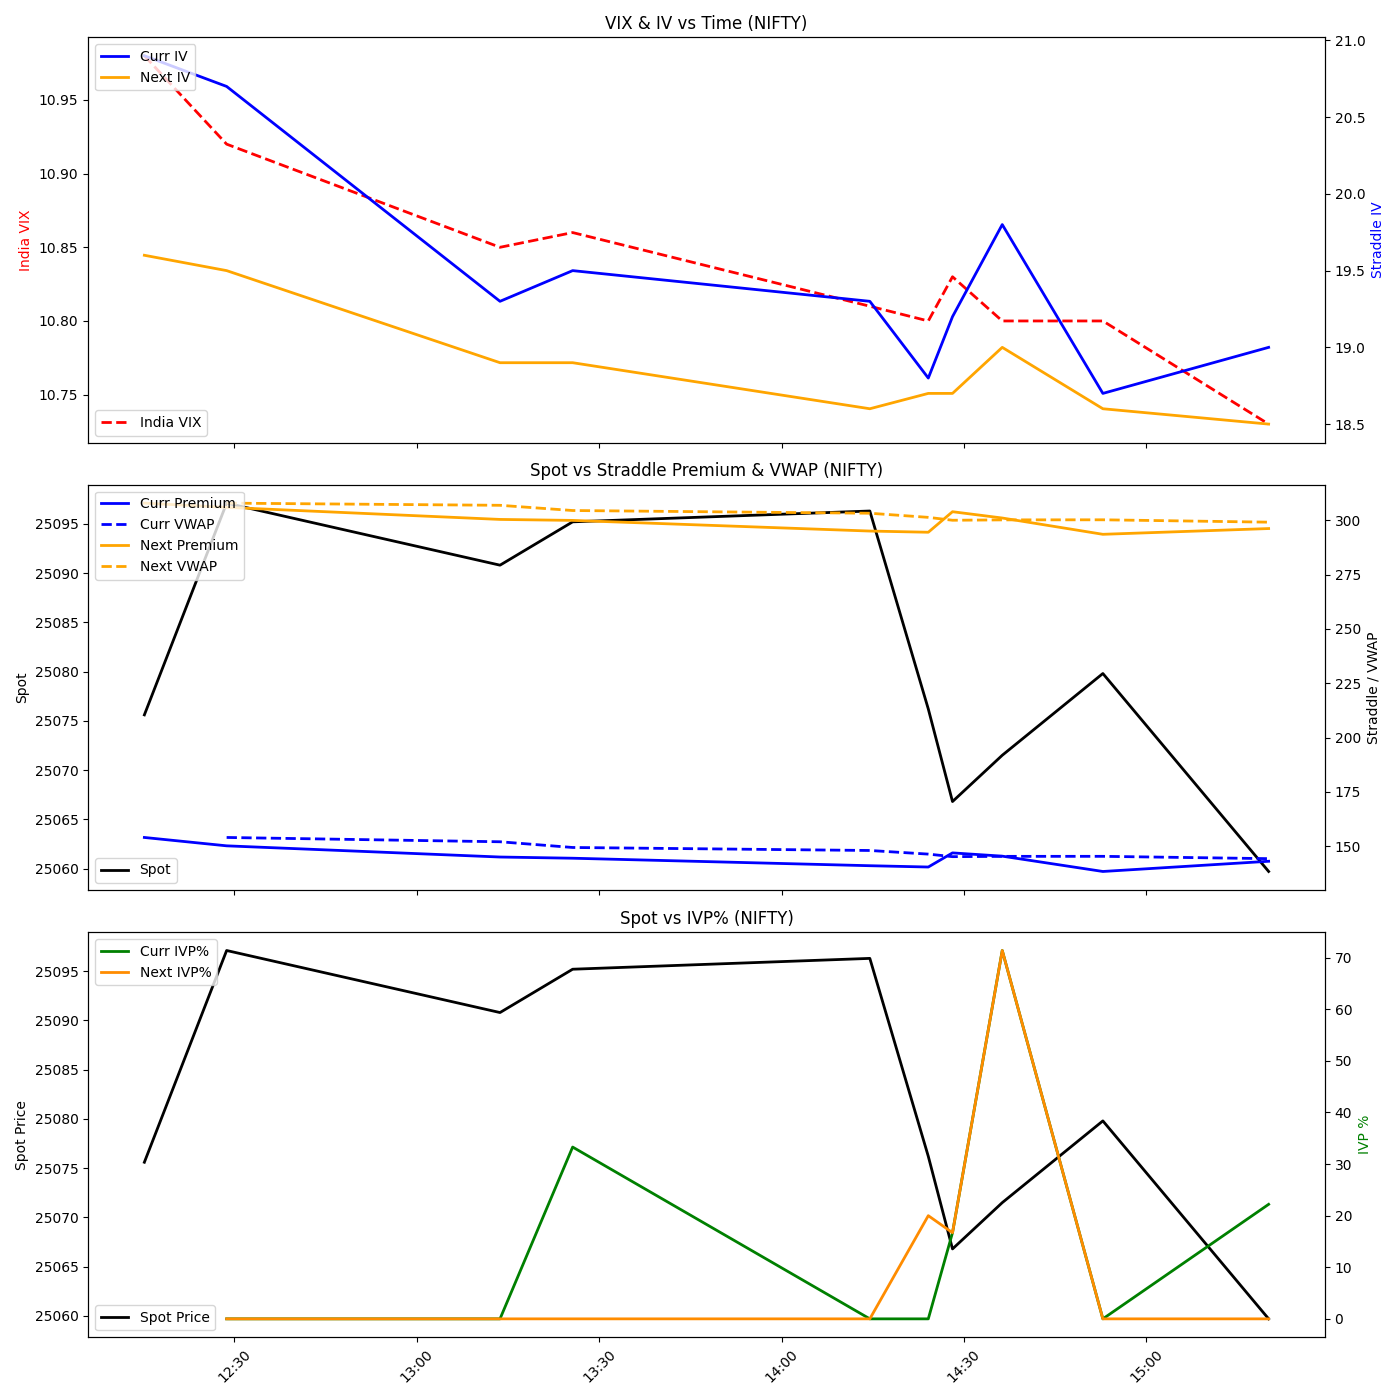 VIX & IV vs Time (NIFTY)
Curr IV
Next IV
India VIX
10.95
10.90
10.85
10.80
10.75
India VIX
21.0
20.5
20.0
19.5
19.0
18.5
Straddle IV
Spot vs Straddle Premium & VWAP (NIFTY)
Curr Premium
Curr VWAP
Next Premium
Next VWAP
Spot
25095
25090
25085
25080
25075
25070
25065
25060
Spot
300
275
250
225
200
175
150
Straddle / VWAP
Spot vs IVP% (NIFTY)
Curr IVP%
Next IVP%
Spot Price
25095
25090
25085
25080
25075
25070
25065
25060
Spot Price
70
60
50
40
30
20
10
0
IVP %
12:30
13:00
13:30
14:00
14:30
15:00